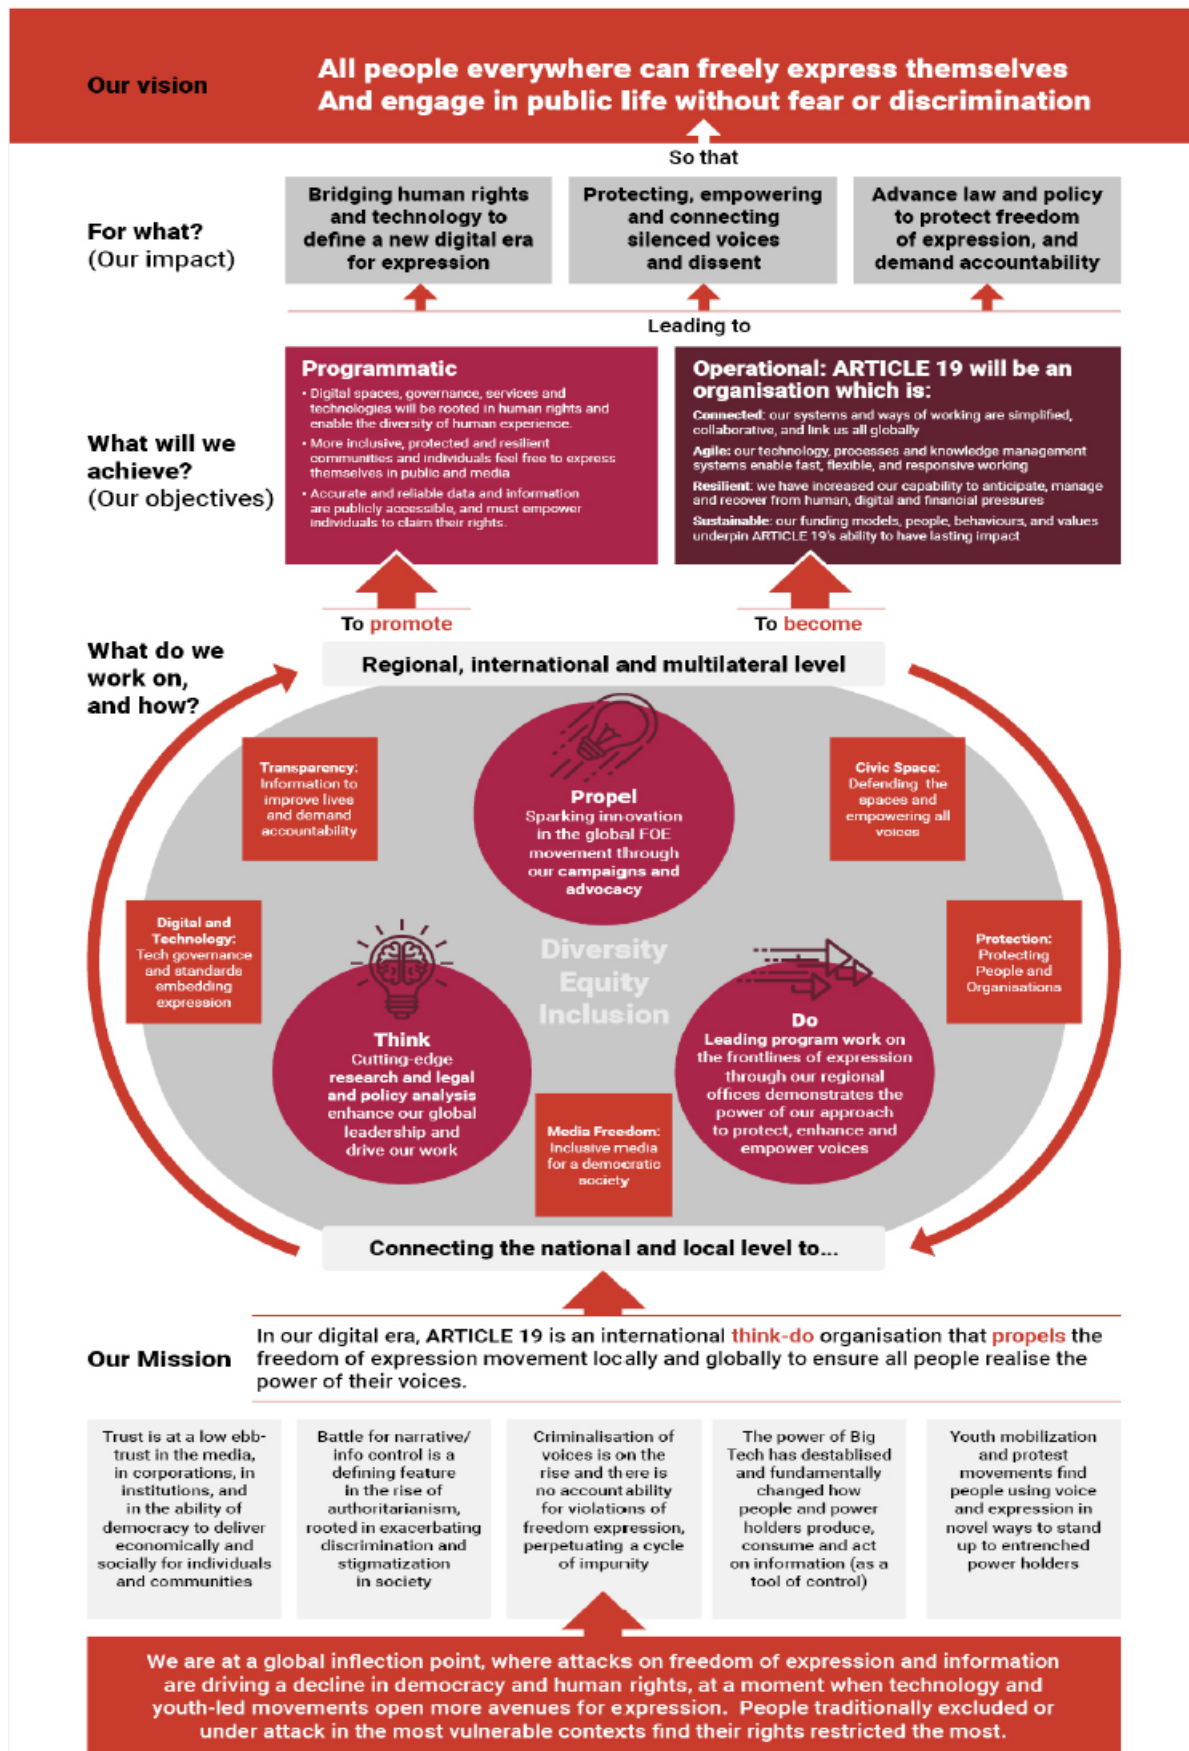 Our vision
All people everywhere can freely express themselves
And engage in public life without fear or discrimination
So that
For what?
(Our impact)
Bridging human rights
and technology to
define a new digital era
for expression
Protecting, empowering
and connecting
silenced voices
and dissent
Advance law and policy
to protect freedom
of expression, and
demand accountability
Leading to
What will we
achieve?
(Our objectives)
Programmatic
• Digital spaces, governance, services and
technologies will be rooted in human rights and
enable the diversity of human experience.
• More inclusive, protected and resilient
communities and individuals feel free to express
themselves in public and media
• Accurate and reliable data and information
are publicly accessible, and must empower
individuals to claim their rights.
Operational: ARTICLE 19 will be an
organisation which is:
Connected: our systems and ways of working are simplified,
collaborative, and link us all globally
Agile: our technology, processes and knowledge management
systems enable fast, flexible, and responsive working
Resilient: we have increased our capability to anticipate, manage
and recover from human, digital and financial pressures
Sustainable: our funding models, people, behaviours, and values
underpin ARTICLE 19's ability to have lasting impact
To promote
To become
What do we
work on,
and how?
Regional, international and multilateral level
Transparency:
Information to
improve lives
and demand
accountability
Propel
Sparking innovation
in the global FOE
movement through
our campaigns and
advocacy
Civic Space:
Defending the
spaces and
empowering all
voices
Digital and
Technology:
Tech governance
and standards
embedding
expression
Diversity
Equity
Inclusion
Protection:
Protecting
People and
Organisations
Think
Cutting-edge
research and legal
and policy analysis
enhance our global
leadership and
drive our work
Do
Leading program work on
the frontlines of expression
through our regional
offices demonstrates the
power of our approach
to protect, enhance and
empower voices
Media Freedom:
Inclusive media
for a democratic
society
Connecting the national and local level to...
Our Mission
In our digital era, ARTICLE 19 is an international think-do organisation that propels the
freedom of expression movement locally and globally to ensure all people realise the
power of their voices.
Trust is at a low ebb-
trust in the media,
in corporations, in
institutions, and
in the ability of
democracy to deliver
economically and
socially for individuals
and communities
Battle for narrative/
info control is a
defining feature
in the rise of
authoritarianism,
rooted in exacerbating
discrimination and
stigmatization
in society
Criminalisation of
voices is on the
rise and there is
no accountability
for violations of
freedom expression,
perpetuating a cycle
of impunity
The power of Big
Tech has destablised
and fundamentally
changed how
people and power
holders produce,
consume and act
on information (as a
tool of control)
Youth mobilization
and protest
movements find
people using voice
and expression in
novel ways to stand
up to entrenched
power holders
We are at a global inflection point, where attacks on freedom of expression and information
are driving a decline in democracy and human rights, at a moment when technology and
youth-led movements open more avenues for expression. People traditionally excluded or
under attack in the most vulnerable contexts find their rights restricted the most.